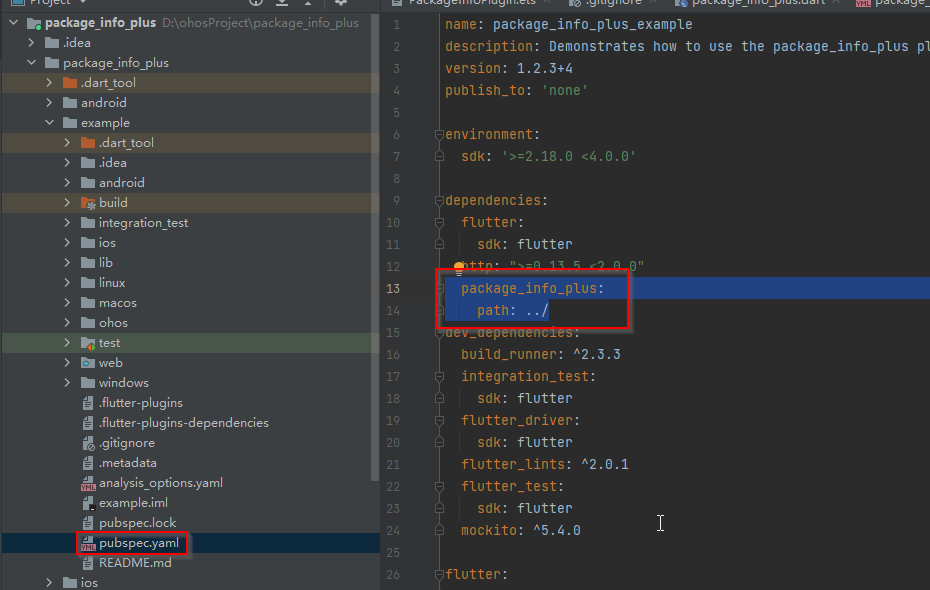 Project
package_info_plus D:\ohosProject\package_info_plus
.idea
package_info_plus
.dart_tool
android
example
.dart_tool
.idea
android
build
integration_test
ios
lib
linux
macos
ohos
test
web
windows
.flutter-plugins
.flutter-plugins-dependencies
.gitignore
.metadata
analysis_options.yaml
example.iml
pubspec.lock
pubspec.yaml
README.md
ios
PackageInfoPlugin.ets .gitignore package_info_plus.dart packag
1 name: package_info_plus_example
2 description: Demonstrates how to use the package_info_plus pl
3 version: 1.2.3+4
4 publish_to: 'none'
5
6 environment:
7 sdk: '>=2.18.0 <4.0.0'
8
9 dependencies:
10 flutter:
11 sdk: flutter
12 http: ">=0.13.5 <2.0.0"
13 package_info_plus:
14 path: ../
15 dev_dependencies:
16 build_runner: ^2.3.3
17 integration_test:
18 sdk: flutter
19 flutter_driver:
20 sdk: flutter
21 flutter_lints: ^2.0.1
22 flutter_test:
23 sdk: flutter
24 mockito: ^5.4.0
25
26 flutter: